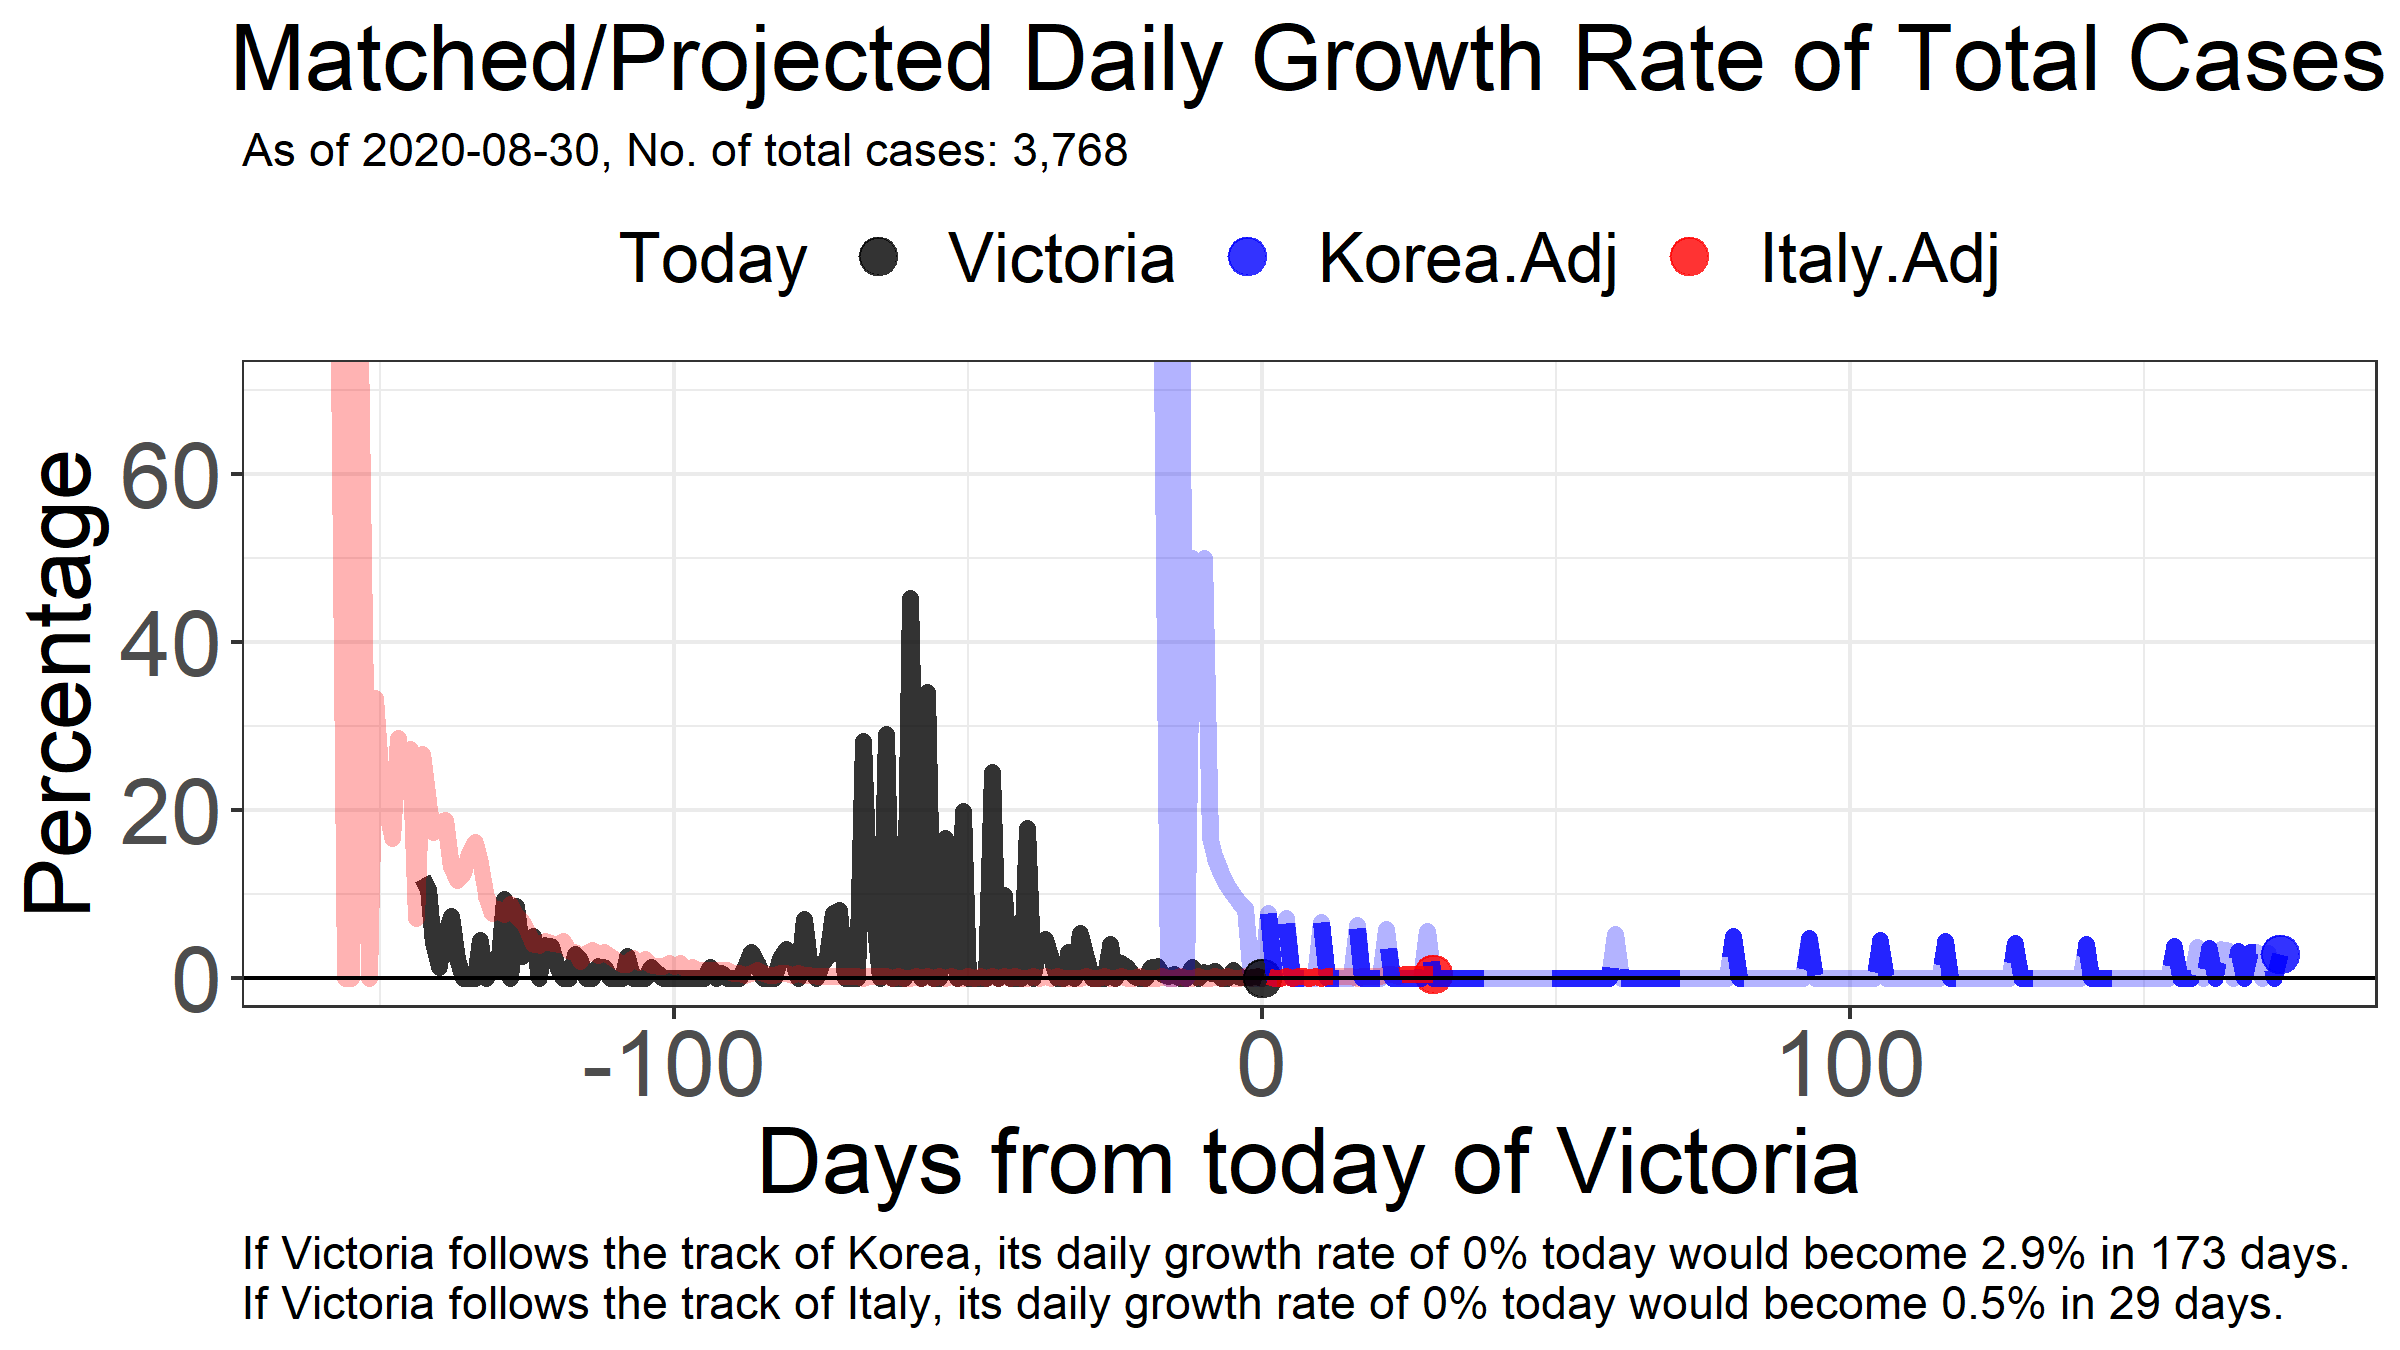 Matched/Projected Daily Growth Rate of Total Cases
As of 2020-08-30, No. of total cases: 3,768
Today Victoria Korea.Adj Italy.Adj
Percentage
60
40
20
0
-100 0 100
Days from today of Victoria
If Victoria follows the track of Korea, its daily growth rate of 0% today would become 2.9% in 173 days.
If Victoria follows the track of Italy, its daily growth rate of 0% today would become 0.5% in 29 days.